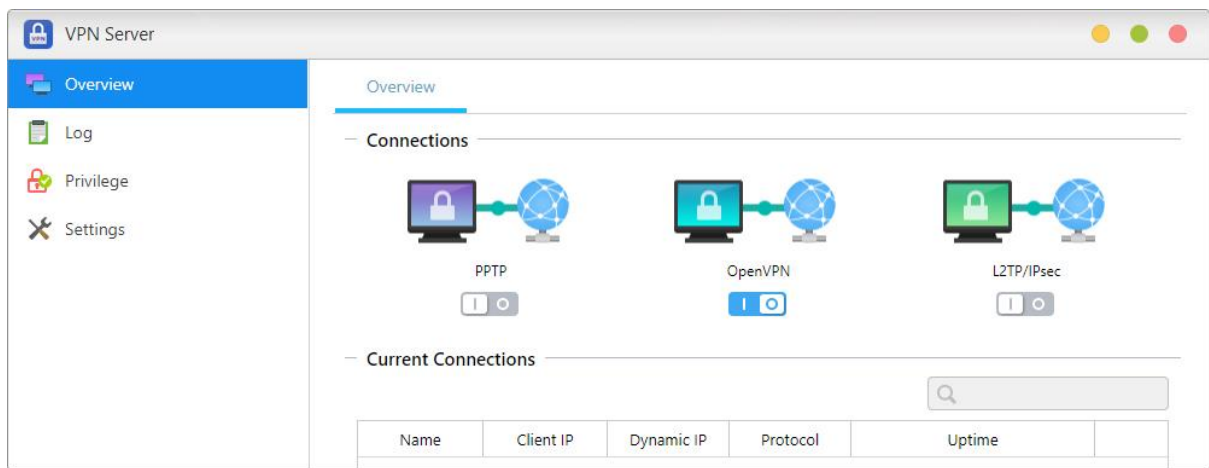 VPN Server
Overview
Log
Privilege
Settings
Overview
Connections
PPTP
OpenVPN
L2TP/IPsec
Current Connections
Name Client IP Dynamic IP Protocol Uptime